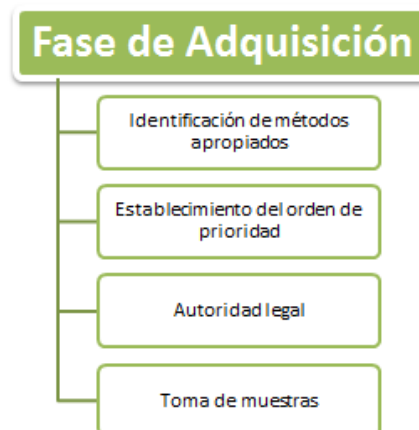 Fase de Adquisición
Identificación de métodos
apropiados
Establecimiento del orden de
prioridad
Autoridad legal
Toma de muestras